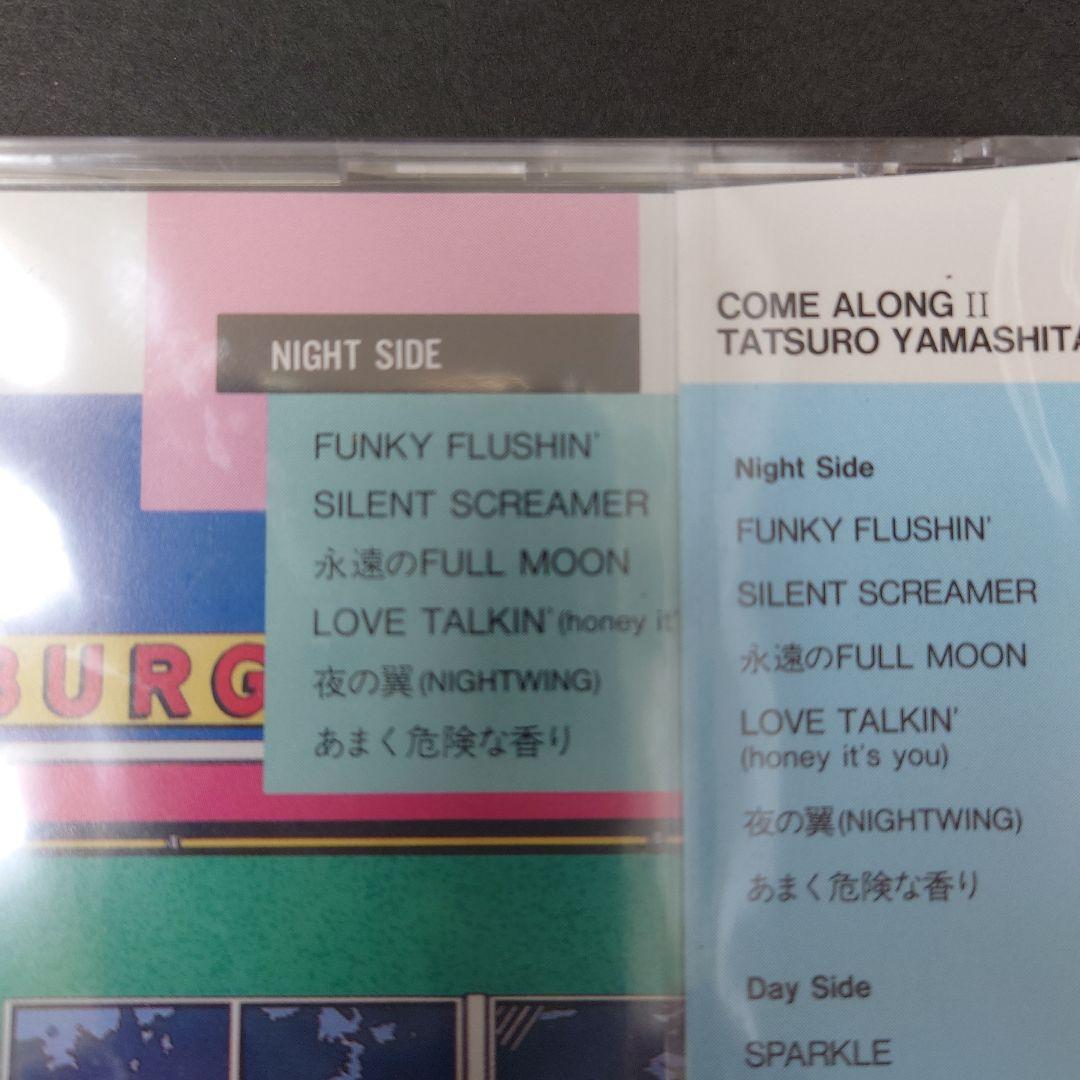 NIGHT SIDE
FUNKY FLUSHIN'
SILENT SCREAMER
永遠のFULL MOON
LOVE TALKIN' (honey it'
夜の翼(NIGHTWING)
あまく危険な香り
BURG
COME ALONG II
TATSURO YAMASHITA
Night Side
FUNKY FLUSHIN'
SILENT SCREAMER
永遠のFULL MOON
LOVE TALKIN'
(honey it's you)
夜の翼(NIGHTWING)
あまく危険な香り
Day Side
SPARKLE